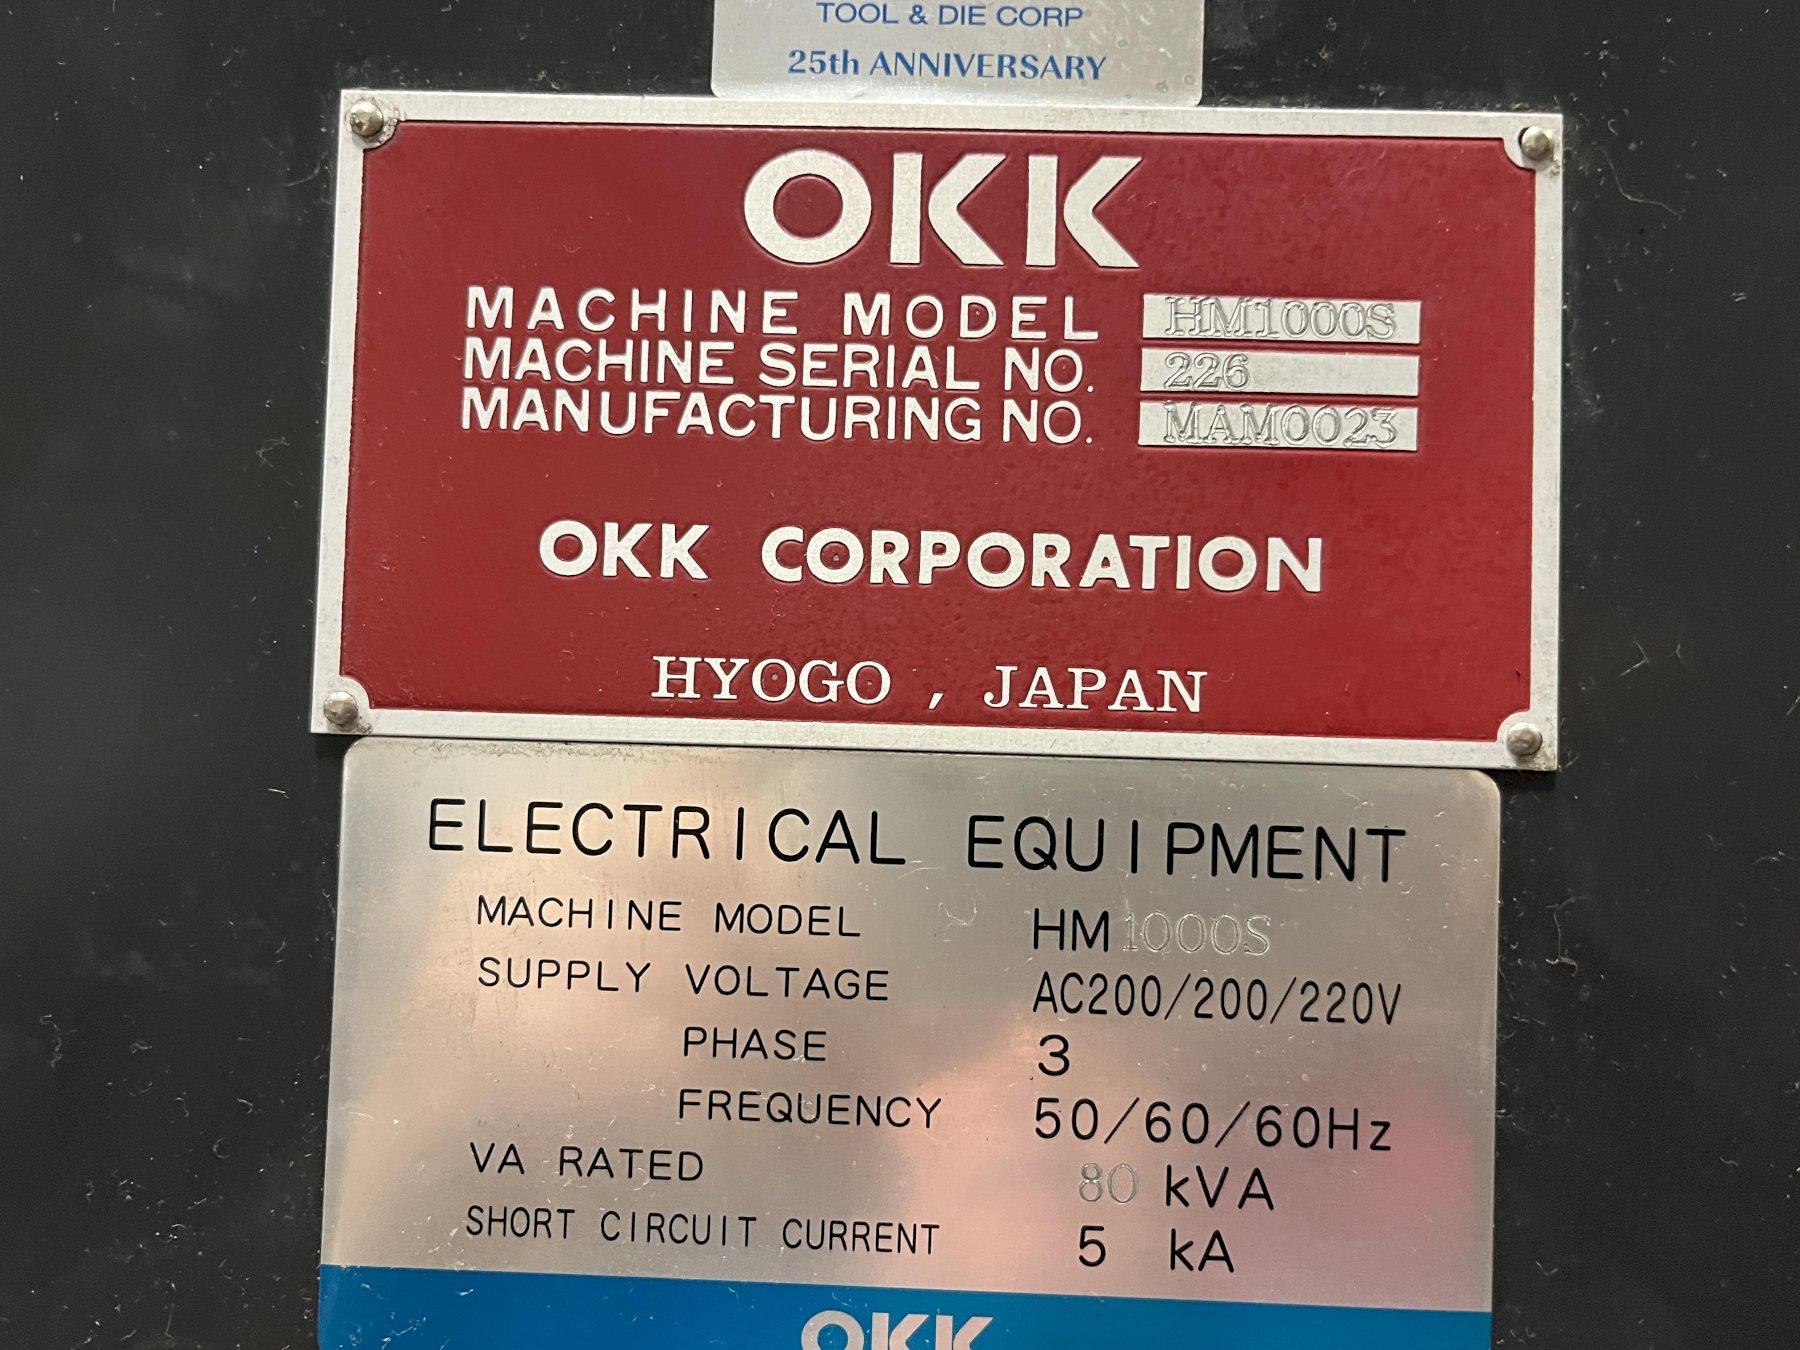 TOOL & DIE CORP
25th ANNIVERSARY
OKK
MACHINE MODEL HM1000S
MACHINE SERIAL NO. 226
MANUFACTURING NO. MAM0023
OKK CORPORATION
HYOGO , JAPAN
ELECTRICAL EQUIPMENT
MACHINE MODEL HM1000S
SUPPLY VOLTAGE AC200/200/220V
PHASE 3
FREQUENCY 50/60/60Hz
VA RATED 80 kVA
SHORT CIRCUIT CURRENT 5 kA
OKK